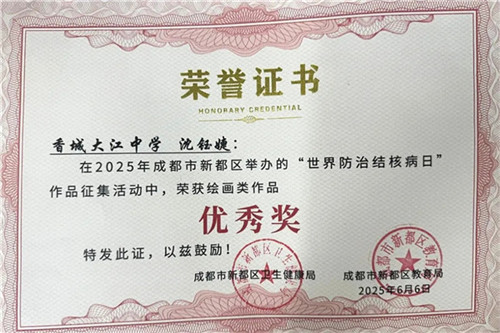 荣誉证书
HONORARY CREDENTIAL
香城大江中学 沈钰婕：
在2025年成都市新都区举办的“世界防治结核病日”
作品征集活动中，荣获绘画类作品
优秀奖
特发此证，以兹鼓励！
成都市新都区卫生健康局 成都市新都区教育局
2025年6月6日